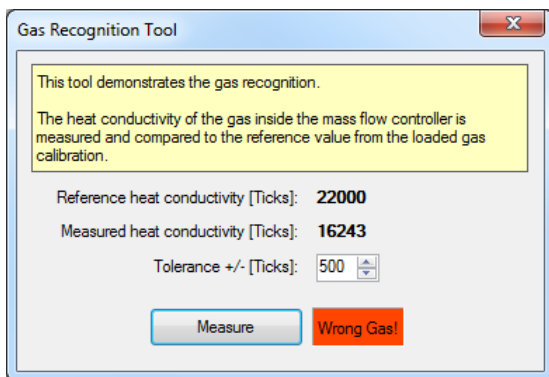 Gas Recognition Tool
This tool demonstrates the gas recognition.
The heat conductivity of the gas inside the mass flow controller is
measured and compared to the reference value from the loaded gas
calibration.
Reference heat conductivity [Ticks]: 22000
Measured heat conductivity [Ticks]: 16243
Tolerance +/- [Ticks]: 500
Measure Wrong Gas!